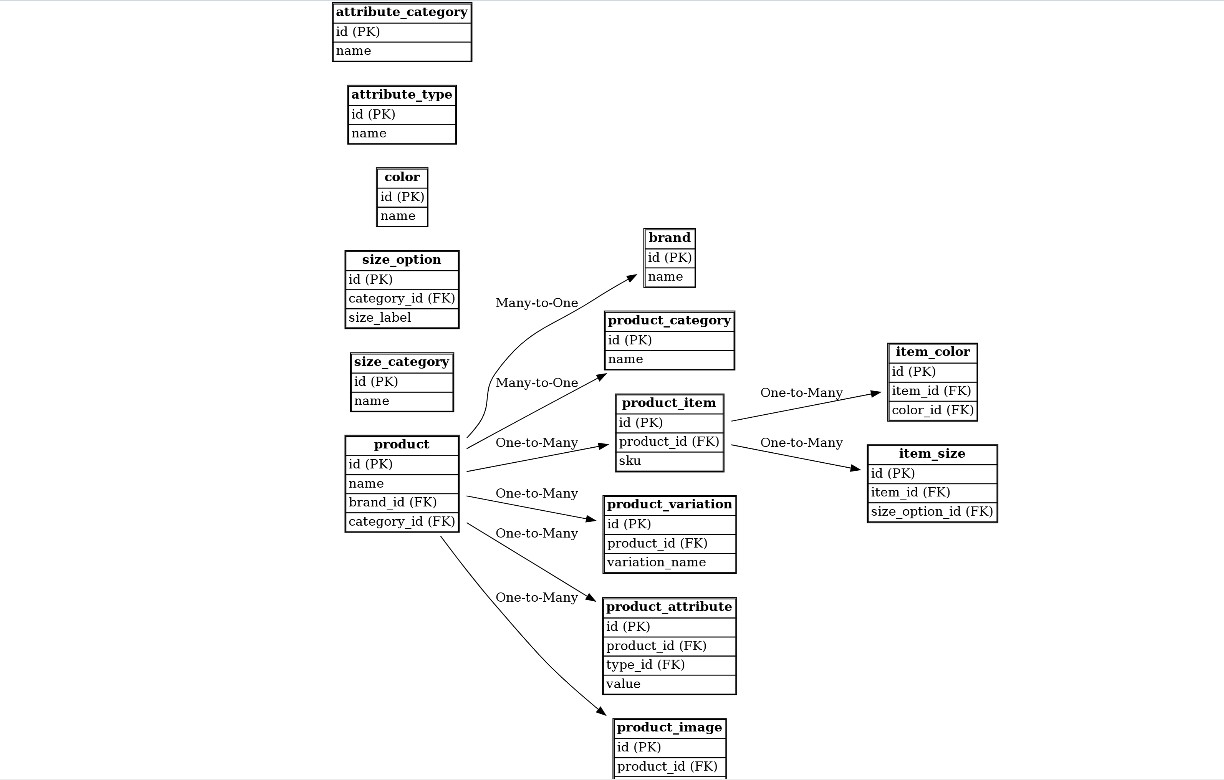 attribute_category
id (PK)
name
attribute_type
id (PK)
name
color
id (PK)
name
size_option
id (PK)
category_id (FK)
size_label
size_category
id (PK)
name
product
id (PK)
name
brand_id (FK)
category_id (FK)
Many-to-One
Many-to-One
One-to-Many
One-to-Many
One-to-Many
One-to-Many
brand
id (PK)
name
product_category
id (PK)
name
product_item
id (PK)
product_id (FK)
sku
product_variation
id (PK)
product_id (FK)
variation_name
product_attribute
id (PK)
product_id (FK)
type_id (FK)
value
product_image
id (PK)
product_id (FK)
One-to-Many
One-to-Many
item_color
id (PK)
item_id (FK)
color_id (FK)
item_size
id (PK)
item_id (FK)
size_option_id (FK)